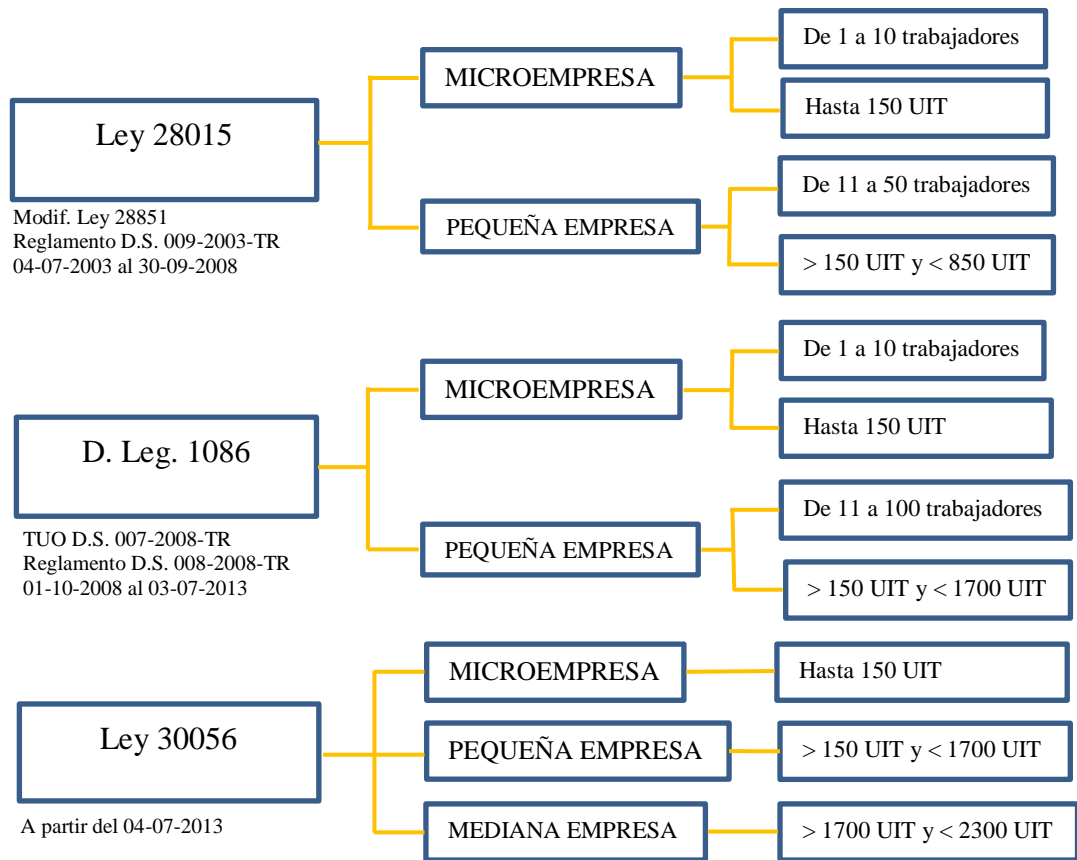 Ley 28015
Modif. Ley 28851
Reglamento D.S. 009-2003-TR
04-07-2003 al 30-09-2008
MICROEMPRESA
De 1 a 10 trabajadores
Hasta 150 UIT
PEQUEÑA EMPRESA
De 11 a 50 trabajadores
> 150 UIT y < 850 UIT
D. Leg. 1086
TUO D.S. 007-2008-TR
Reglamento D.S. 008-2008-TR
01-10-2008 al 03-07-2013
MICROEMPRESA
De 1 a 10 trabajadores
Hasta 150 UIT
PEQUEÑA EMPRESA
De 11 a 100 trabajadores
> 150 UIT y < 1700 UIT
Ley 30056
A partir del 04-07-2013
MICROEMPRESA
Hasta 150 UIT
PEQUEÑA EMPRESA
> 150 UIT y < 1700 UIT
MEDIANA EMPRESA
> 1700 UIT y < 2300 UIT